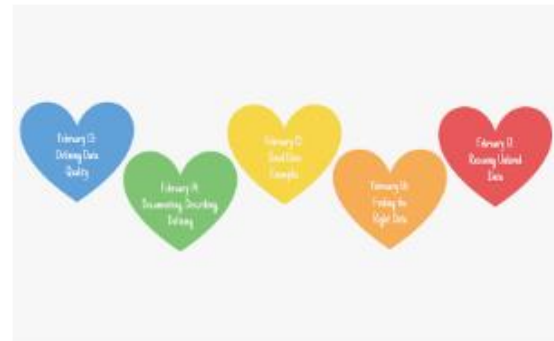 February 13:
Defining Data
Quality
February 14:
Documenting, Describing,
Defining
February 15:
Good Data
Examples
February 16:
Finding the
Right Data
February 17:
Rescuing Unloved
Data